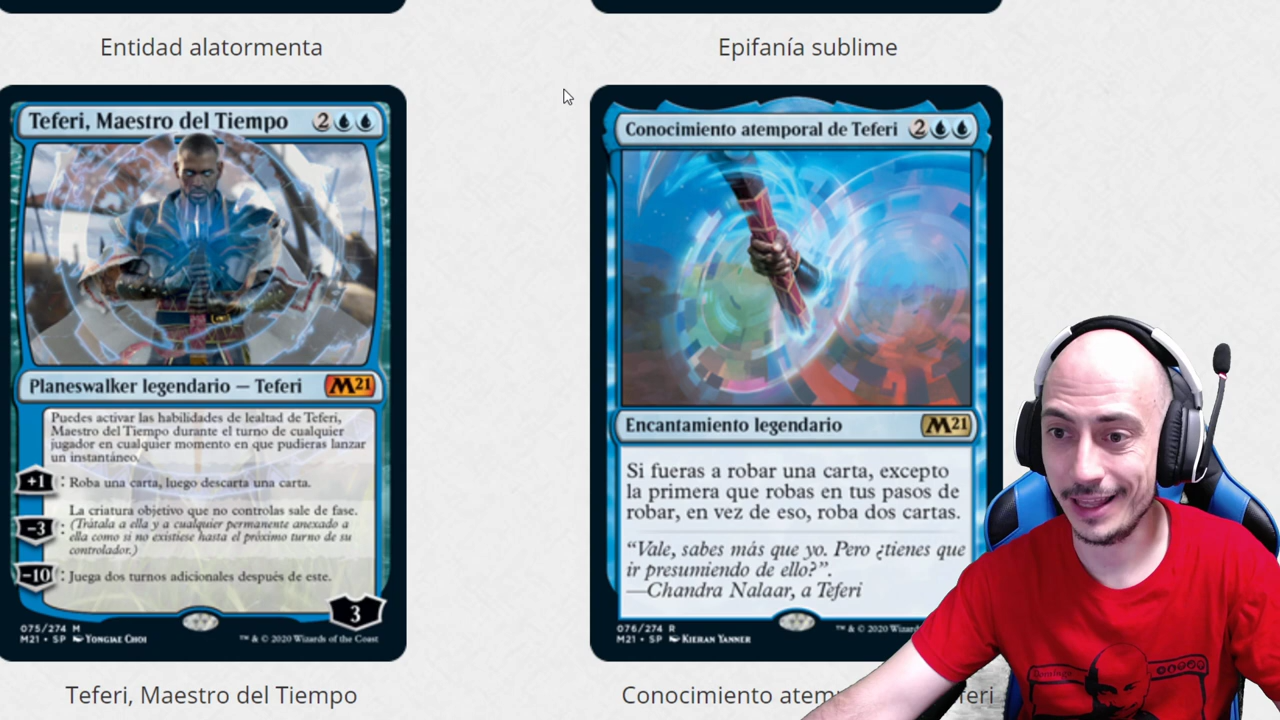 Entidad alatormenta
Epifanía sublime
Teferi, Maestro del Tiempo 2
Planeswalker legendario — Teferi M21
Puedes activar las habilidades de lealtad de Teferi,
Maestro del Tiempo durante el turno de cualquier
jugador en cualquier momento en que pudieras lanzar
un instantáneo.
+1: Roba una carta, luego descarta una carta.
La criatura objetivo que no controlas sale de fase.
-3: (Trátala a ella y a cualquier permanente anexado a
ella como si no existiese hasta el próximo turno de su
controlador.)
-10: Juega dos turnos adicionales después de este.
3
075/274 M
M21 • SP Yongjae Choi
™ & © 2020 Wizards of the Coast
Teferi, Maestro del Tiempo
Conocimiento atemporal de Teferi 2
Encantamiento legendario M21
Si fueras a robar una carta, excepto
la primera que robas en tus pasos de
robar, en vez de eso, roba dos cartas.
“Vale, sabes más que yo. Pero ¿tienes que
ir presumiendo de ello?”.
—Chandra Nalaar, a Teferi
076/274 R
M21 • SP Kieran Yanner
™ & © 2020 Wizards
Conocimiento atem
feri
Domingo